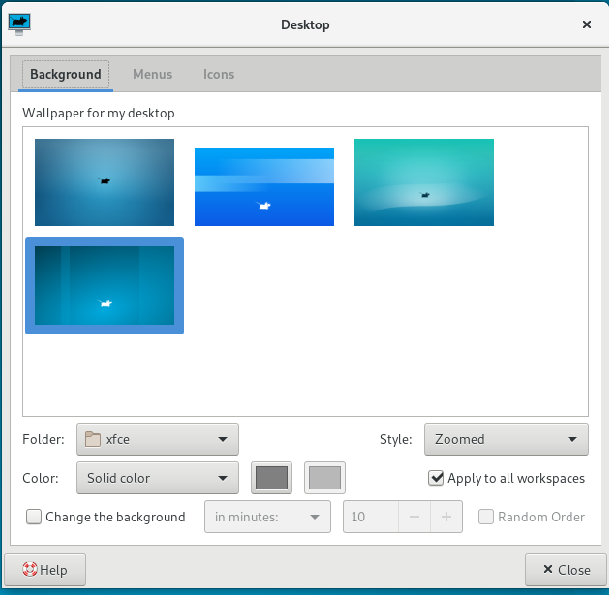 Desktop
Background Menus Icons
Wallpaper for my desktop
Folder: xfce Style: Zoomed
Color: Solid color Apply to all workspaces
Change the background in minutes: 10 Random Order
Help Close